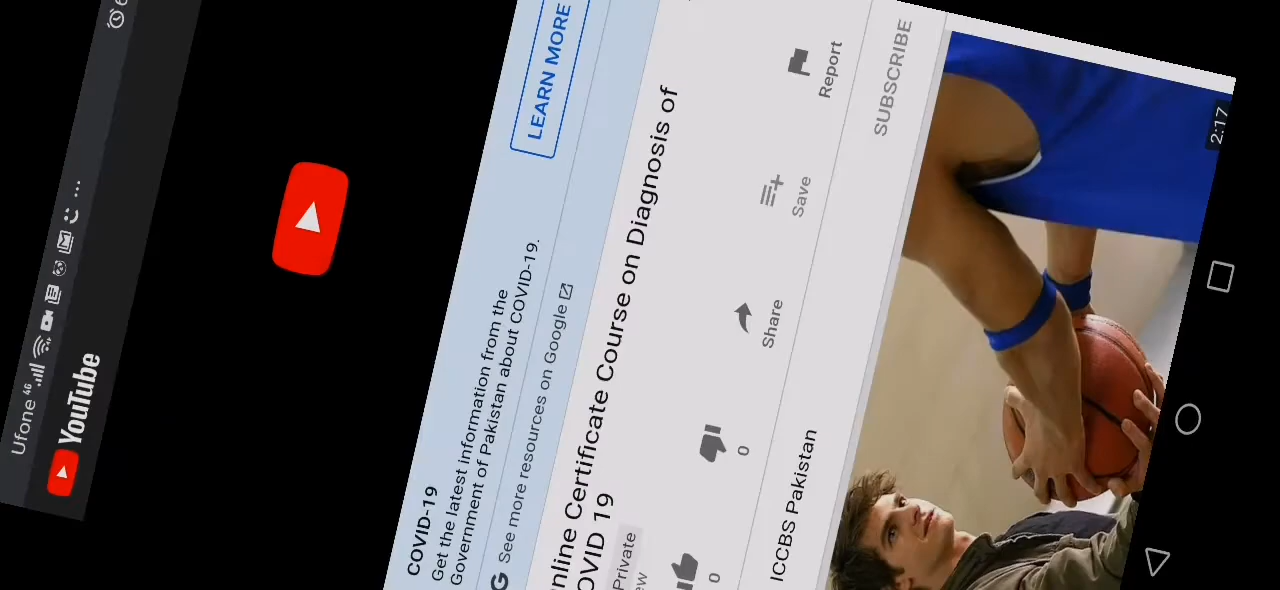 Ufone 4G
YouTube
COVID-19
LEARN MORE
Get the latest information from the
Government of Pakistan about COVID-19.
G See more resources on Google
nline Certificate Course on Diagnosis of
OVID 19
Private
ew
0
0
Share
Save
Report
ICCBS Pakistan
SUBSCRIBE
2:17